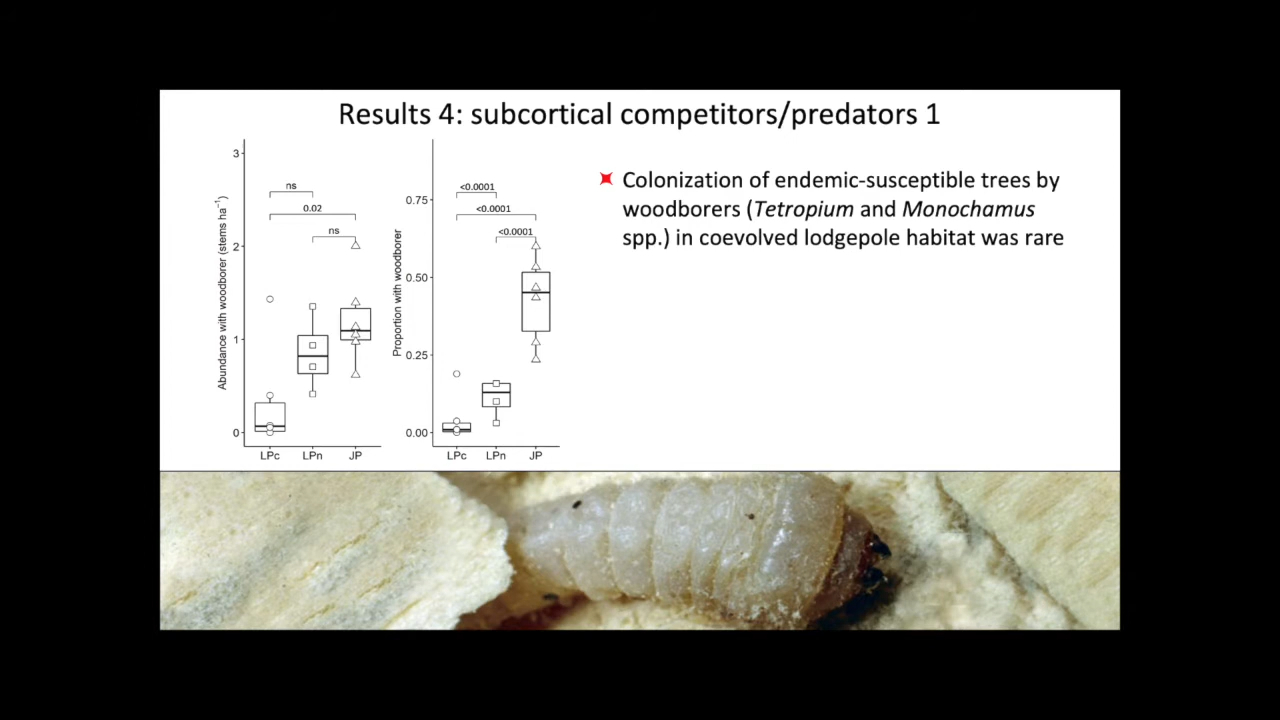 Results 4: subcortical competitors/predators 1
3
2
1
0
Abundance with woodborer (stems ha⁻¹)
ns
0.02
ns
LPc LPn JP
0.75
0.50
0.25
0.00
Proportion with woodborer
<0.0001
<0.0001
<0.0001
LPc LPn JP
Colonization of endemic-susceptible trees by
woodborers (Tetropium and Monochamus
spp.) in coevolved lodgepole habitat was rare